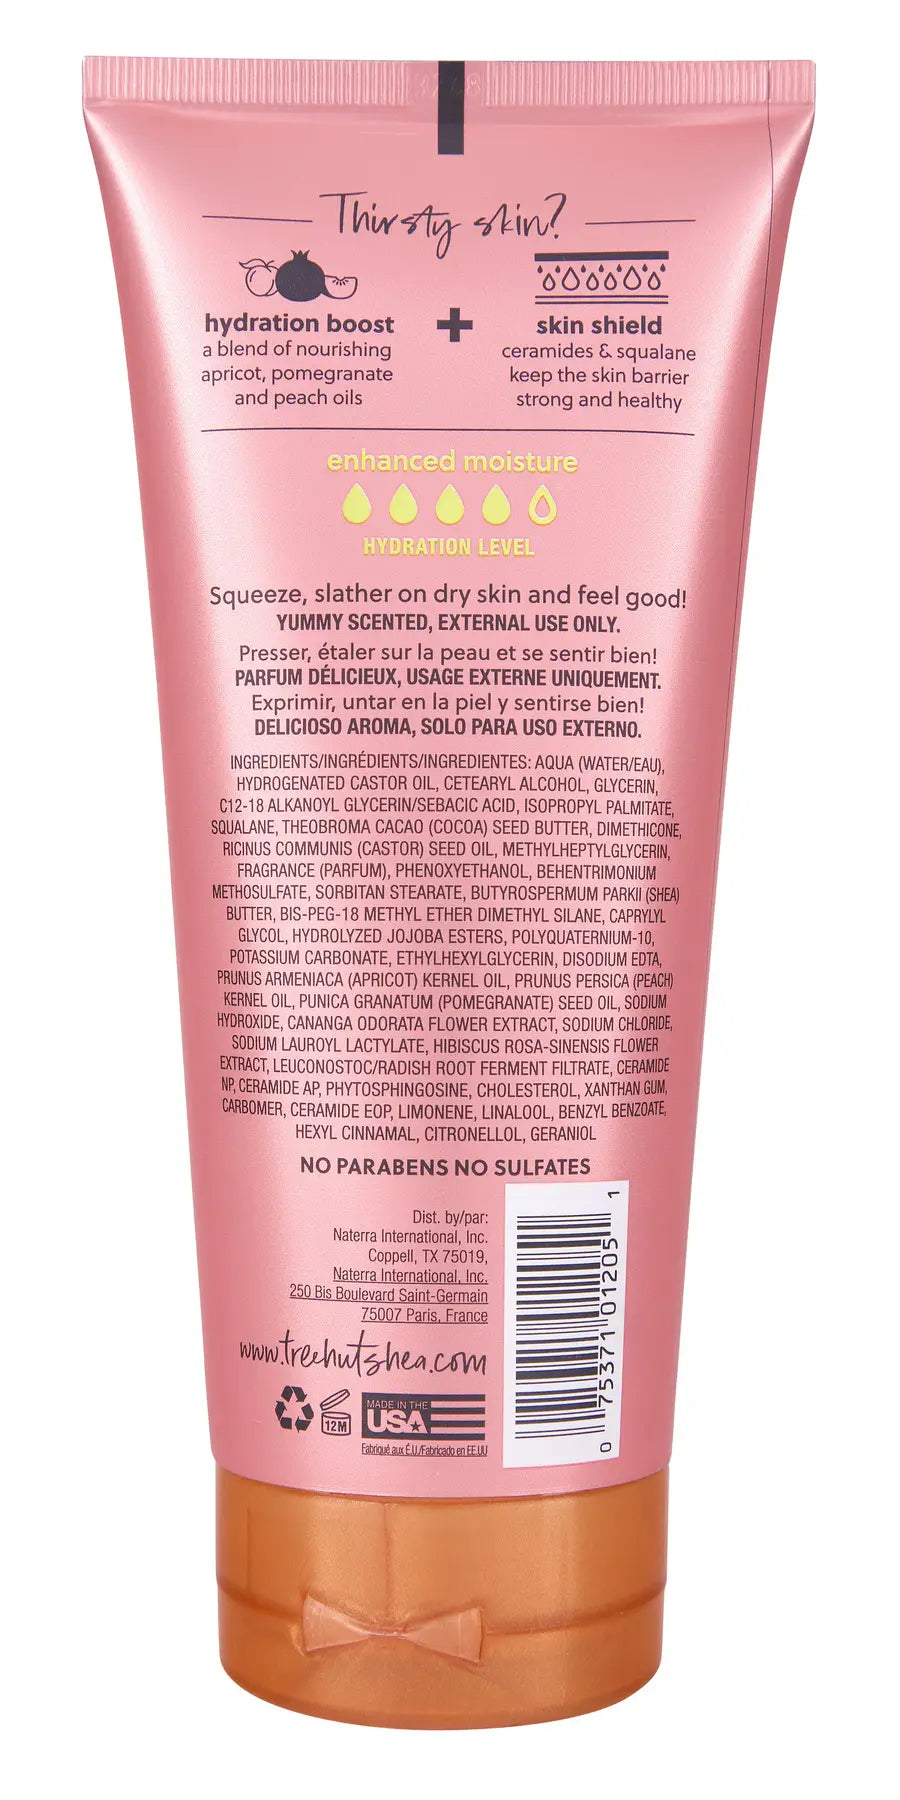 Thirsty skin?
hydration boost
a blend of nourishing
apricot, pomegranate
and peach oils
+
skin shield
ceramides & squalane
keep the skin barrier
strong and healthy
enhanced moisture
HYDRATION LEVEL
Squeeze, slather on dry skin and feel good!
YUMMY SCENTED, EXTERNAL USE ONLY.
Presser, étaler sur la peau et se sentir bien!
PARFUM DÉLICIEUX, USAGE EXTERNE UNIQUEMENT.
Exprimir, untar en la piel y sentirse bien!
DELICIOSO AROMA, SOLO PARA USO EXTERNO.
INGREDIENTS/INGRÉDIENTS/INGREDIENTES: AQUA (WATER/EAU),
HYDROGENATED CASTOR OIL, CETEARYL ALCOHOL, GLYCERIN,
C12-18 ALKANOYL GLYCERIN/SEBACIC ACID, ISOPROPYL PALMITATE,
SQUALANE, THEOBROMA CACAO (COCOA) SEED BUTTER, DIMETHICONE,
RICINUS COMMUNIS (CASTOR) SEED OIL, METHYLHEPTYLGLYCERIN,
FRAGRANCE (PARFUM), PHENOXYETHANOL, BEHENTRIMONIUM
METHOSULFATE, SORBITAN STEARATE, BUTYROSPERMUM PARKII (SHEA)
BUTTER, BIS-PEG-18 METHYL ETHER DIMETHYL SILANE, CAPRYLYL
GLYCOL, HYDROLYZED JOJOBA ESTERS, POLYQUATERNIUM-10,
POTASSIUM CARBONATE, ETHYLHEXYLGLYCERIN, DISODIUM EDTA,
PRUNUS ARMENIACA (APRICOT) KERNEL OIL, PRUNUS PERSICA (PEACH)
KERNEL OIL, PUNICA GRANATUM (POMEGRANATE) SEED OIL, SODIUM
HYDROXIDE, CANANGA ODORATA FLOWER EXTRACT, SODIUM CHLORIDE,
SODIUM LAUROYL LACTYLATE, HIBISCUS ROSA-SINENSIS FLOWER
EXTRACT, LEUCONOSTOC/RADISH ROOT FERMENT FILTRATE, CERAMIDE
NP, CERAMIDE AP, PHYTOSPHINGOSINE, CHOLESTEROL, XANTHAN GUM,
CARBOMER, CERAMIDE EOP, LIMONENE, LINALOOL, BENZYL BENZOATE,
HEXYL CINNAMAL, CITRONELLOL, GERANIOL
NO PARABENS NO SULFATES
Dist. by/par:
Naterra International, Inc.
Coppell, TX 75019,
Naterra International, Inc.
250 Bis Boulevard Saint-Germain
75007 Paris, France
www.treehutshea.com
12M
MADE IN THE
USA
Fabriqué aux É.U./Fabricado en EE.UU
0 75371 01205 1